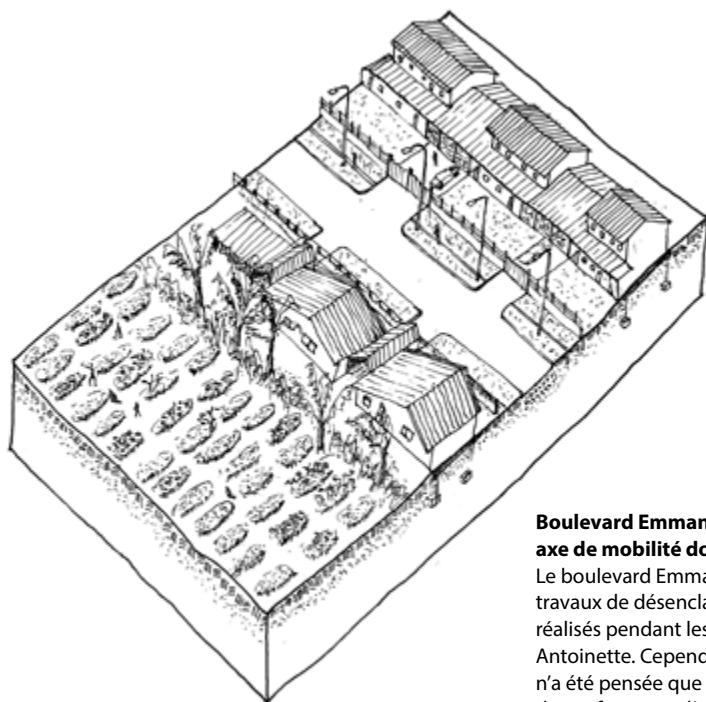 Boulevard Emman
axe de mobilité do
Le boulevard Emma
travaux de désencla
réalisés pendant les
Antoinette. Cepend
n'a été pensée que